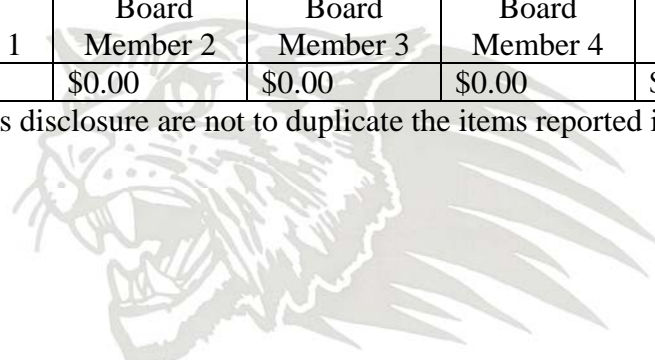 Board Board Board
1 Member 2 Member 3 Member 4
$0.00 $0.00 $0.00 $
s disclosure are not to duplicate the items reported i